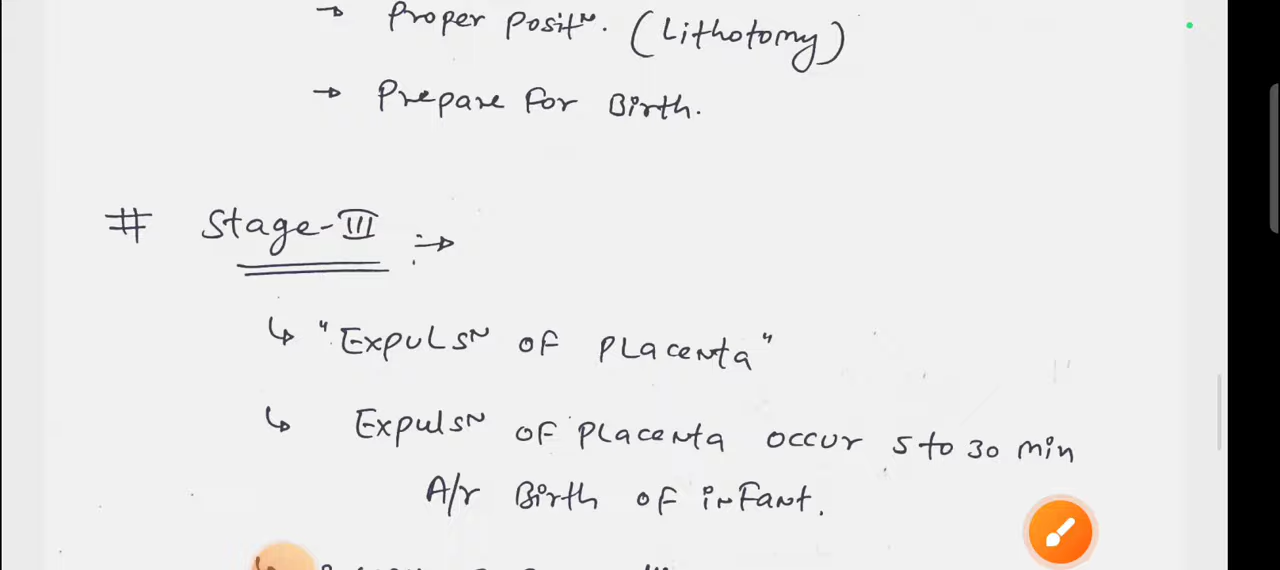 → Proper Positⁿ. (Lithotomy)
→ Prepare for Birth.
# Stage-III :→
↳ "Expulsⁿ of Placenta"
↳ Expulsⁿ of Placenta occur 5 to 30 min
A/r Birth of infant.